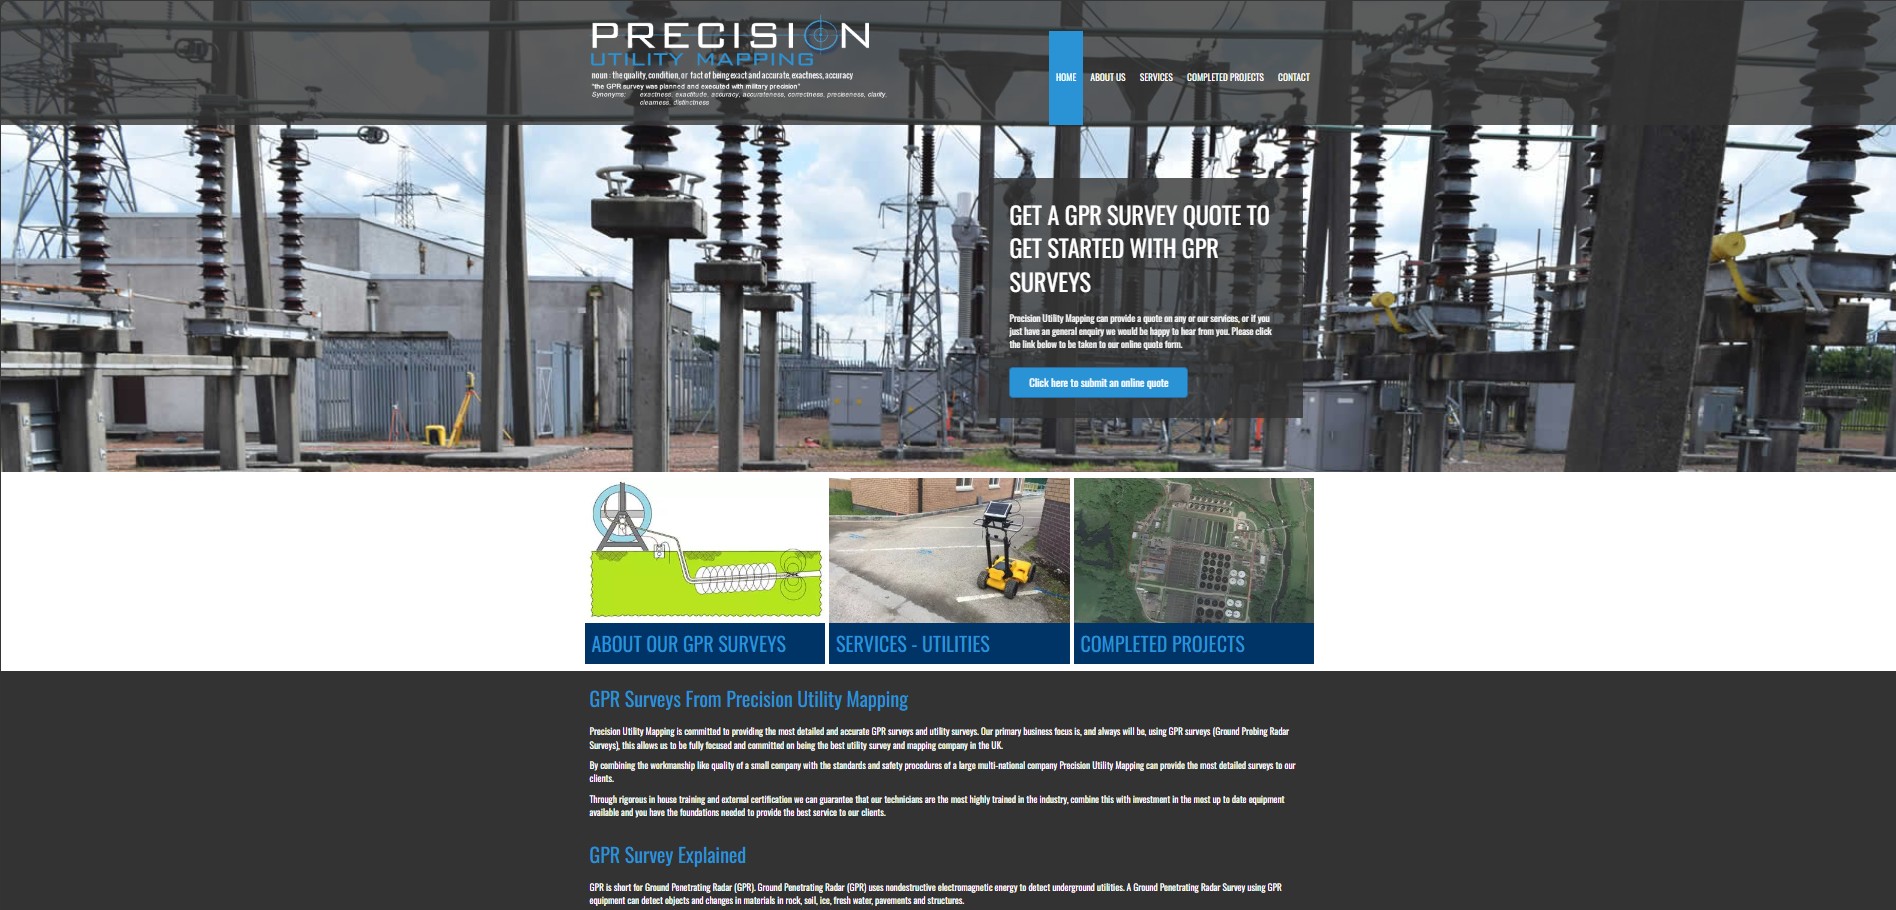 PRECISION
UTILITY MAPPING
noun : the quality, condition, or fact of being exact and accurate, exactness, accuracy
"the GPR survey was planned and executed with military precision"
Synonyms: exactness, exactitude, accuracy, accurateness, correctness, preciseness, clarity,
clearness, distinctness
HOME ABOUT US SERVICES COMPLETED PROJECTS CONTACT
GET A GPR SURVEY QUOTE TO
GET STARTED WITH GPR
SURVEYS
Precision Utility Mapping can provide a quote on any or our services, or if you
just have an general enquiry we would be happy to hear from you. Please click
the link below to be taken to our online quote form.
Click here to submit an online quote
ABOUT OUR GPR SURVEYS
SERVICES - UTILITIES
COMPLETED PROJECTS
GPR Surveys From Precision Utility Mapping
Precision Utility Mapping is committed to providing the most detailed and accurate GPR surveys and utility surveys. Our primary business focus is, and always will be, using GPR surveys (Ground Probing Radar
Surveys), this allows us to be fully focused and committed on being the best utility survey and mapping company in the UK.
By combining the workmanship like quality of a small company with the standards and safety procedures of a large multi-national company Precision Utility Mapping can provide the most detailed surveys to our
clients.
Through rigorous in house training and external certification we can guarantee that our technicians are the most highly trained in the industry, combine this with investment in the most up to date equipment
available and you have the foundations needed to provide the best service to our clients.
GPR Survey Explained
GPR is short for Ground Penetrating Radar (GPR). Ground Penetrating Radar (GPR) uses nondestructive electromagnetic energy to detect underground utilities. A Ground Penetrating Radar Survey using GPR
equipment can detect objects and changes in materials in rock, soil, ice, fresh water, pavements and structures.